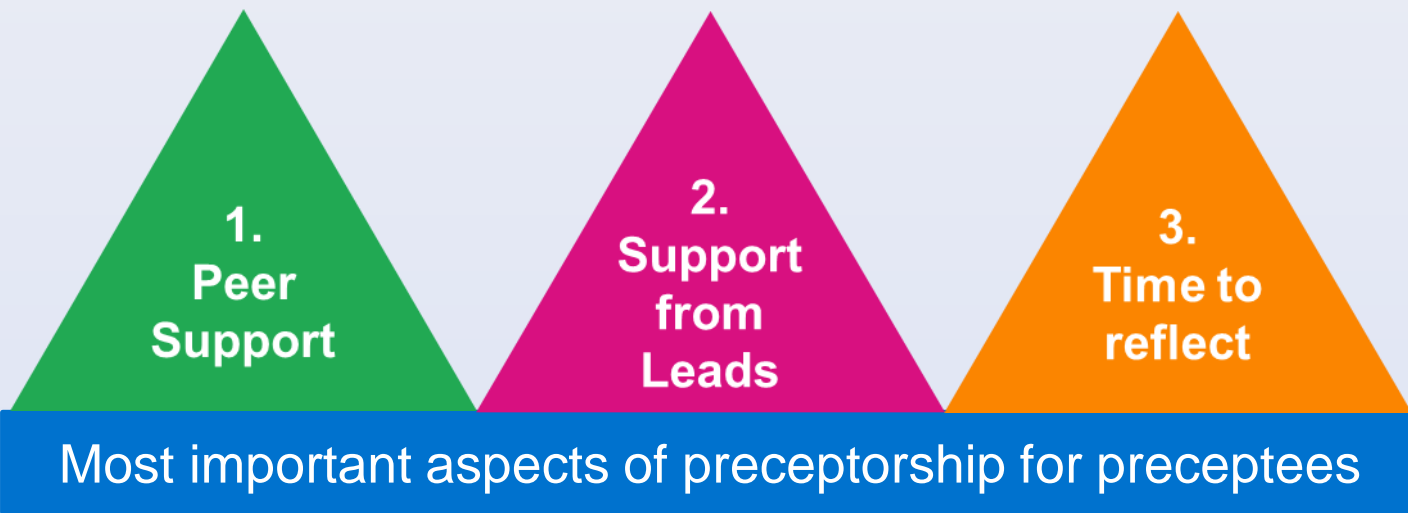 1.
Peer
Support
2.
Support
from
Leads
3.
Time to
reflect
Most important aspects of preceptorship for preceptees